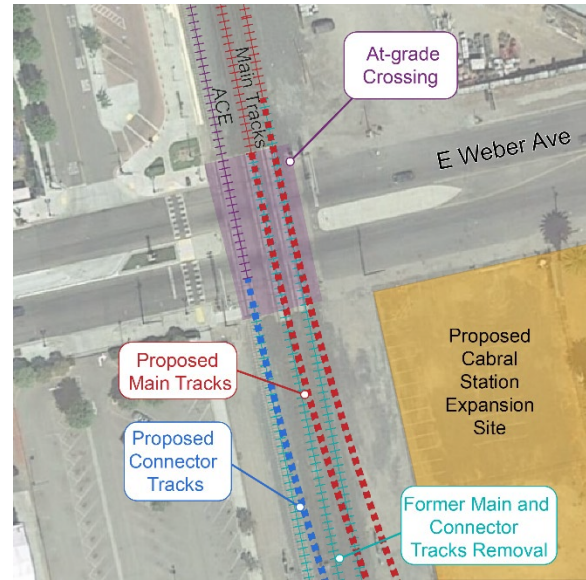 At-grade
Crossing
Main Tracks
ACE
E Weber Ave
Proposed
Main Tracks
Proposed
Cabral
Station
Expansion
Site
Proposed
Connector
Tracks
Former Main and
Connector
Tracks Removal